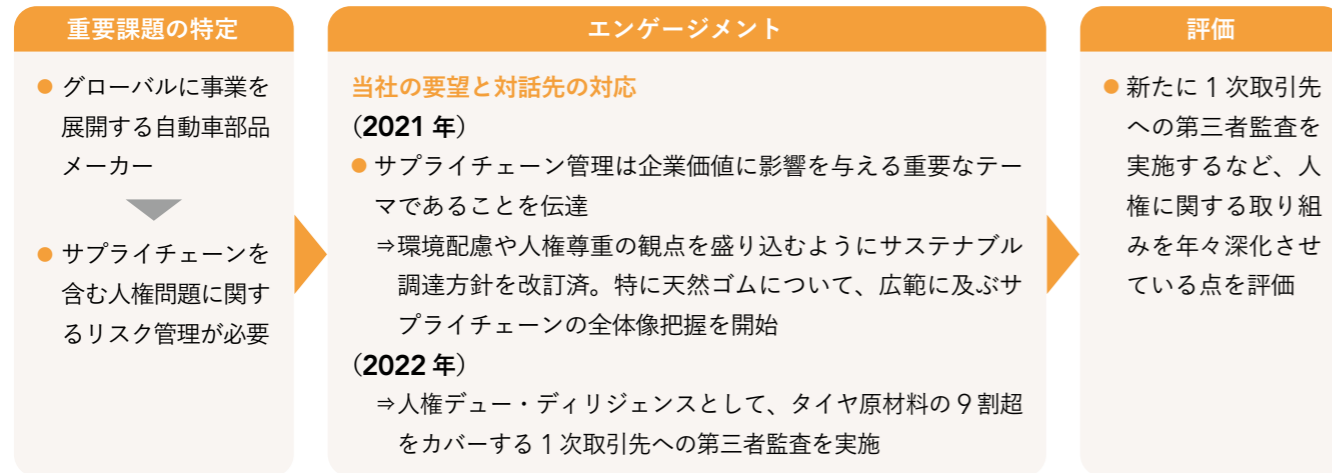 重要課題の特定
● グローバルに事業を
展開する自動車部品
メーカー
● サプライチェーンを
含む人権問題に関す
るリスク管理が必要
エンゲージメント
当社の要望と対話先の対応
（2021 年）
● サプライチェーン管理は企業価値に影響を与える重要なテー
マであることを伝達
⇒環境配慮や人権尊重の観点を盛り込むようにサステナブル
調達方針を改訂済。特に天然ゴムについて、広範に及ぶサ
プライチェーンの全体像把握を開始
（2022 年）
⇒人権デュー・ディリジェンスとして、タイヤ原材料の 9 割超
をカバーする 1 次取引先への第三者監査を実施
評価
● 新たに 1 次取引先
への第三者監査を
実施するなど、人
権に関する取り組
みを年々深化させ
ている点を評価